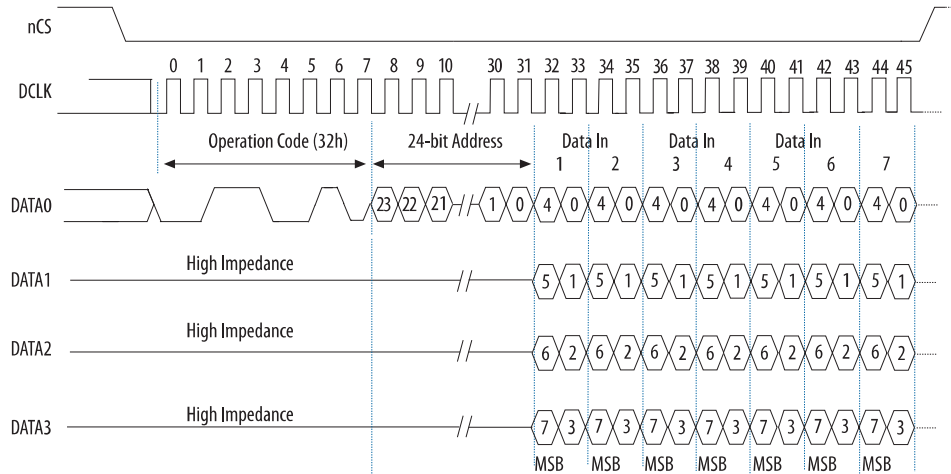 nCS
0 1 2 3 4 5 6 7 8 9 10 30 31 32 33 34 35 36 37 38 39 40 41 42 43 44 45
DCLK
Operation Code (32h) 24-bit Address Data In Data In Data In
1 2 3 4 5 6 7
DATA0 23 22 21 1 0 4 0 4 0 4 0 4 0 4 0 4 0 4 0
High Impedance
DATA1 5 1 5 1 5 1 5 1 5 1 5 1 5 1
High Impedance
DATA2 6 2 6 2 6 2 6 2 6 2 6 2 6 2
High Impedance
DATA3 7 3 7 3 7 3 7 3 7 3 7 3 7 3
MSB MSB MSB MSB MSB MSB MSB